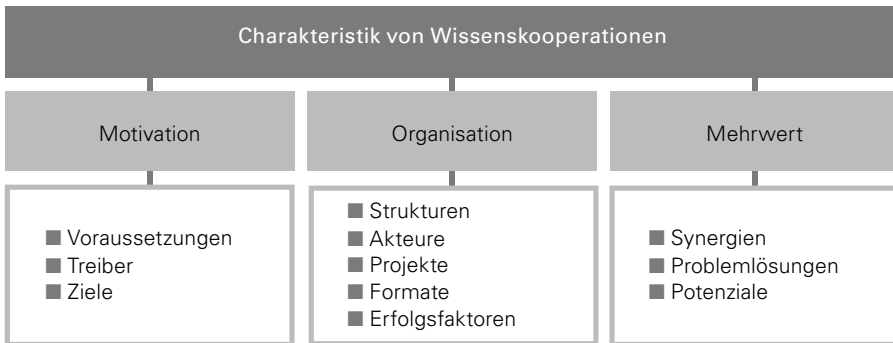 Charakteristik von Wissenskooperationen
Motivation
Organisation
Mehrwert
■ Voraussetzungen
■ Treiber
■ Ziele
■ Strukturen
■ Akteure
■ Projekte
■ Formate
■ Erfolgsfaktoren
■ Synergien
■ Problemlösungen
■ Potenziale